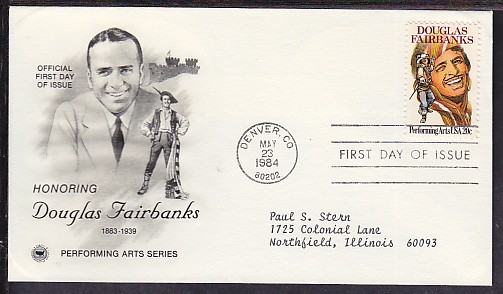 OFFICIAL
FIRST DAY
OF ISSUE
HONORING
Douglas Fairbanks
1883-1939
PERFORMING ARTS SERIES
DENVER, CO
MAY
23
1984
80202
DOUGLAS
FAIRBANKS
Performing Arts USA 20c
FIRST DAY OF ISSUE
Paul S. Stern
1725 Colonial Lane
Northfield, Illinois 60093